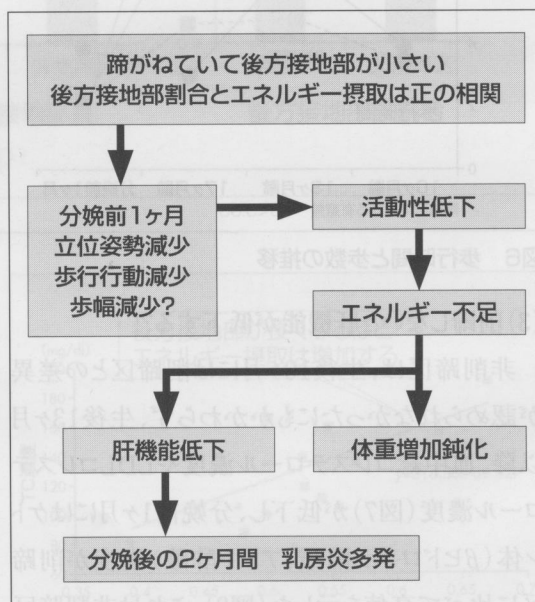 蹄がねていて後方接地部が小さい
後方接地部割合とエネルギー摂取は正の相関
分娩前1ヶ月
立位姿勢減少
歩行行動減少
歩幅減少?
活動性低下
エネルギー不足
肝機能低下
体重増加鈍化
分娩後の2ヶ月間 乳房炎多発